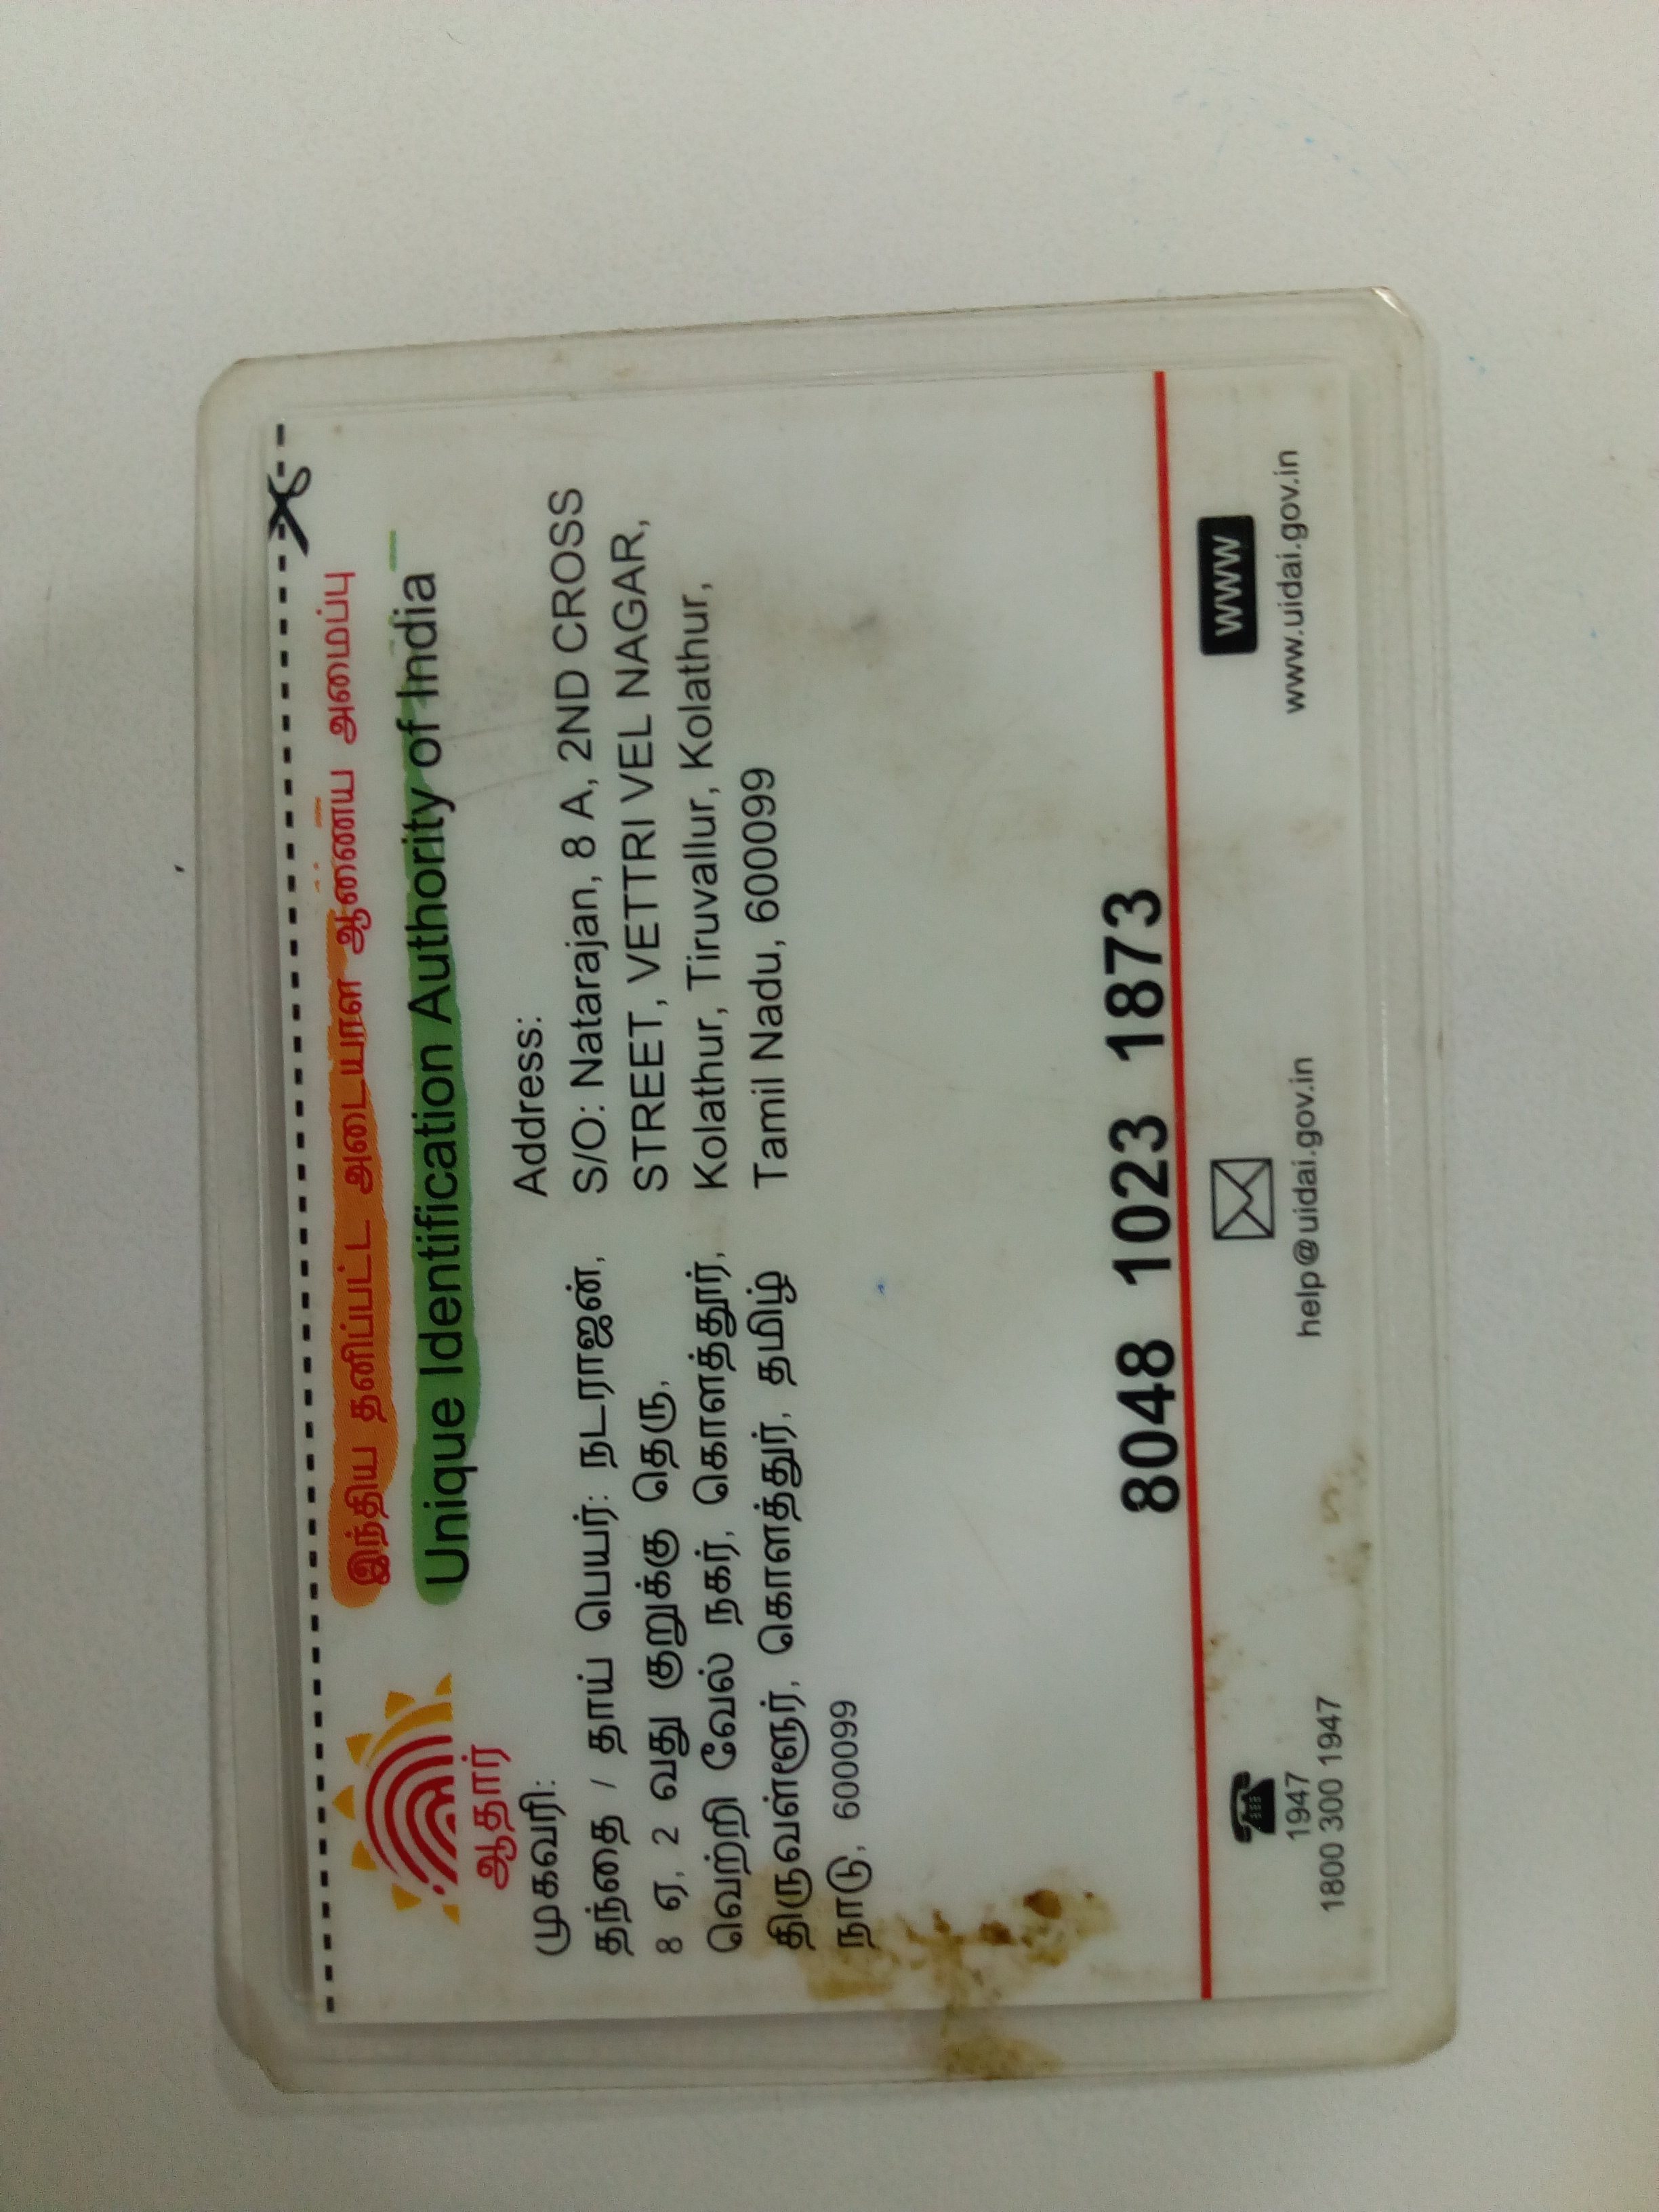 இந்திய தனிப்பட்ட அடையாள ஆணைய அமைப்பு
Unique Identification Authority of India
ஆதார்
முகவரி:
தந்தை / தாய் பெயர்: நடராஜன்,
8 ஏ, 2 வது குறுக்கு தெரு,
வெற்றி வேல் நகர், கொளத்தூர்,
திருவள்ளூர், கொளத்துர், தமிழ்
நாடு, 600099
Address:
S/O: Natarajan, 8 A, 2ND CROSS
STREET, VETTRI VEL NAGAR,
Kolathur, Tiruvallur, Kolathur,
Tamil Nadu, 600099
8048 1023 1873
1947
1800 300 1947
help@uidai.gov.in
WWW
www.uidai.gov.in